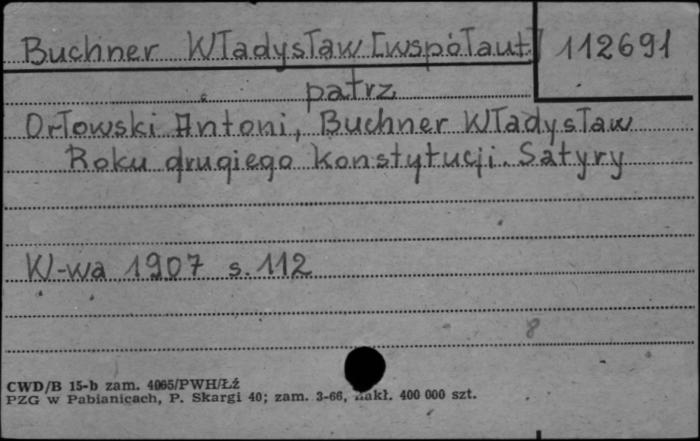 Buchner Władysław [współaut.] 112691
patrz
Orłowski Antoni, Buchner Władysław
Roku drugiego Konstytucji. Satyry
W-wa 1907 s. 112
8
CWD/B 15-b zam. 4065/PWH/Łź
PZG w Pabianicach, P. Skargi 40; zam. 3-66, nakł. 400 000 szt.